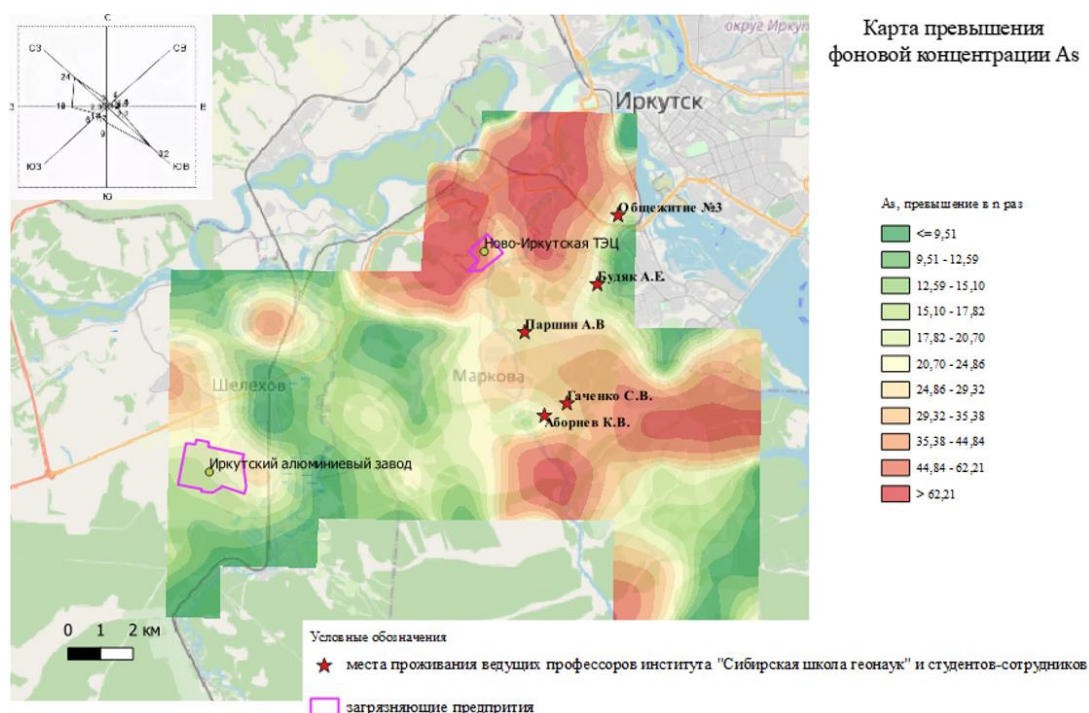 Карта превышения
фоновой концентрации As
С
СЗ
СВ
24
18
З
В
9
32
ЮЗ
ЮВ
Ю
округ Иркут
Иркутск
Общежитие №3
Ново-Иркутская ТЭЦ
Будяк А.Е.
Паршин А.В
Маркова
Шелехов
Гаченко С.В.
Аборнев К.В.
Иркутский алюминиевый завод
As, превышение в n раз
<= 9,51
9,51 - 12,59
12,59 - 15,10
15,10 - 17,82
17,82 - 20,70
20,70 - 24,86
24,86 - 29,32
29,32 - 35,38
35,38 - 44,84
44,84 - 62,21
> 62,21
0 1 2 км
Условные обозначения
места проживания ведущих профессоров института "Сибирская школа геонаук" и студентов-сотрудников
загрязняющие предпрития